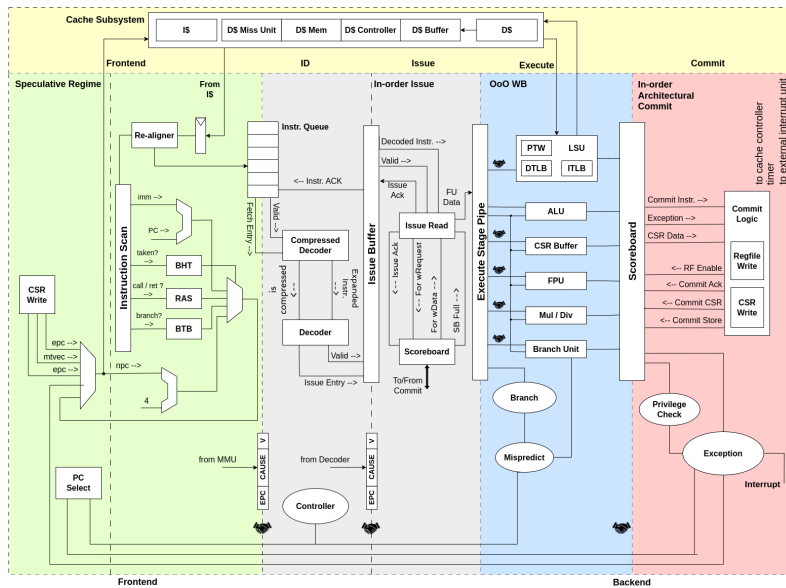 Cache Subsystem
I$
D$ Miss Unit
D$ Mem
D$ Controller
D$ Buffer
D$
Frontend
ID
Issue
Execute
Commit
Speculative Regime
From
I$
In-order Issue
OoO WB
In-order
Architectural
Commit
to cache controller
timer
to external interrupt unit
Re-aligner
Instr. Queue
Decoded Instr. -->
Valid -->
<-- Instr. ACK
Issue
Ack
FU
Data
PTW
LSU
DTLB
ITLB
Instruction Scan
imm -->
PC -->
taken?
-->
BHT
call / ret ?
-->
RAS
branch?
-->
BTB
Fetch Entry -->
Valid -->
Compressed
Decoder
is
compressed
<---
Expanded
Instr.
<---
Decoder
Valid -->
Issue Entry -->
Issue Buffer
Issue Read
<--- Issue Ack
<--- For wRequest
For wData --->
SB Full --->
Scoreboard
To/From
Commit
Execute Stage Pipe
ALU
CSR Buffer
FPU
Mul / Div
Branch Unit
Scoreboard
Commit Instr. -->
Exception -->
CSR Data -->
<-- RF Enable
<-- Commit Ack
<-- Commit CSR
<-- Commit Store
Commit
Logic
Regfile
Write
CSR
Write
CSR
Write
epc -->
mtvec -->
epc -->
npc -->
4
Branch
Mispredict
Privilege
Check
Exception
Interrupt
from MMU
V
CAUSE
EPC
from Decoder
V
CAUSE
EPC
PC
Select
Controller
Frontend
Backend